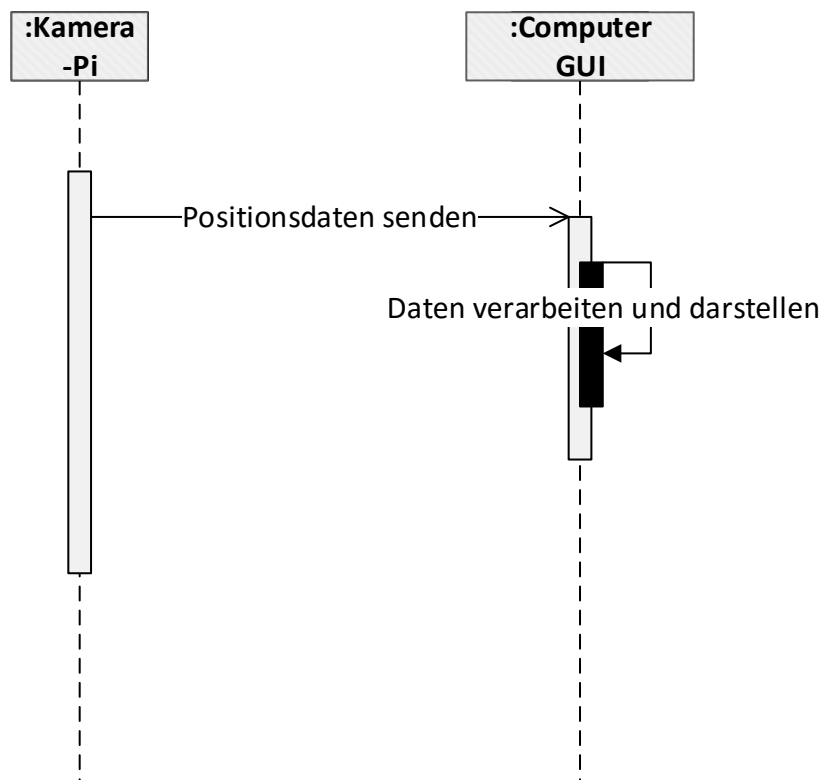 :Kamera
-Pi
:Computer
GUI
Positionsdaten senden
Daten verarbeiten und darstellen